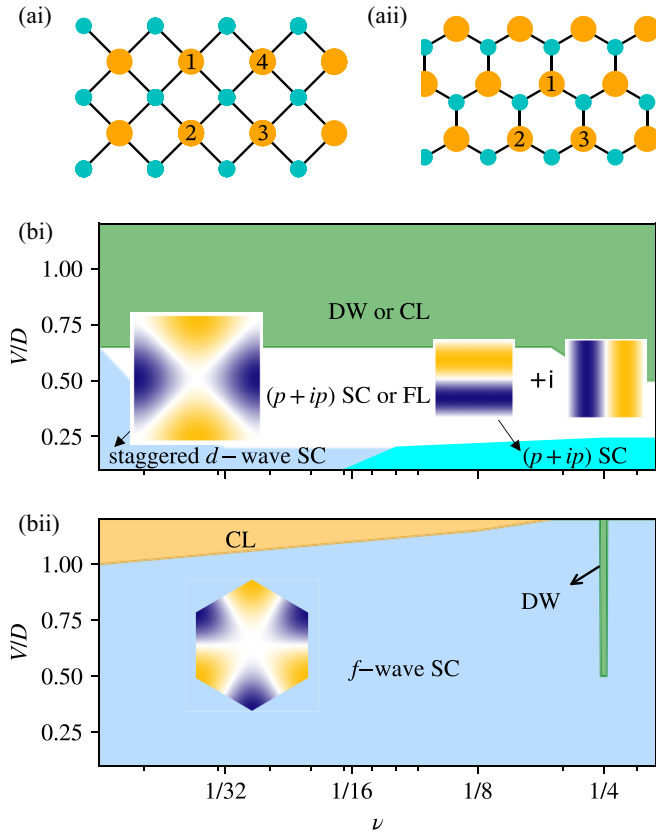 (ai)
(aii)
1 4
2 3
1
2 3
(bi)
V/D
1.00
0.75
0.50
0.25
DW or CL
(p + ip) SC or FL
+i
staggered d−wave SC
(p + ip) SC
(bii)
V/D
1.00
0.75
0.50
0.25
CL
DW
f−wave SC
1/32 1/16 1/8 1/4
ν